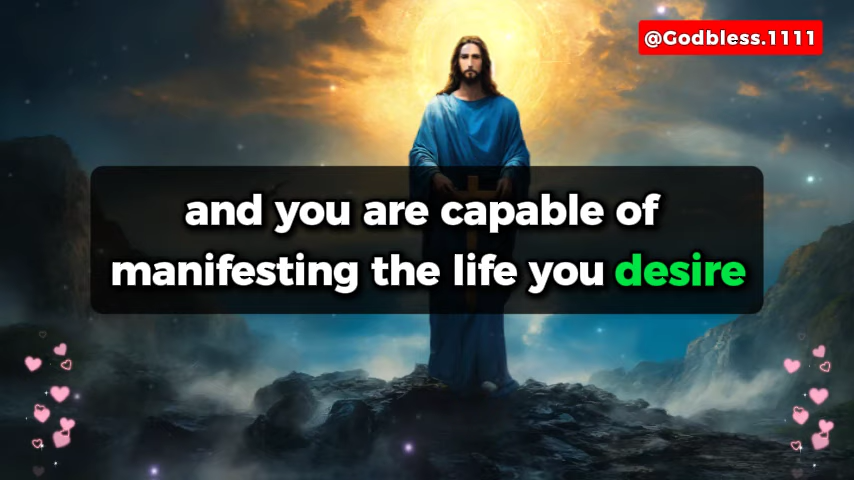 @Godbless.1111
and you are capable of
manifesting the life you desire